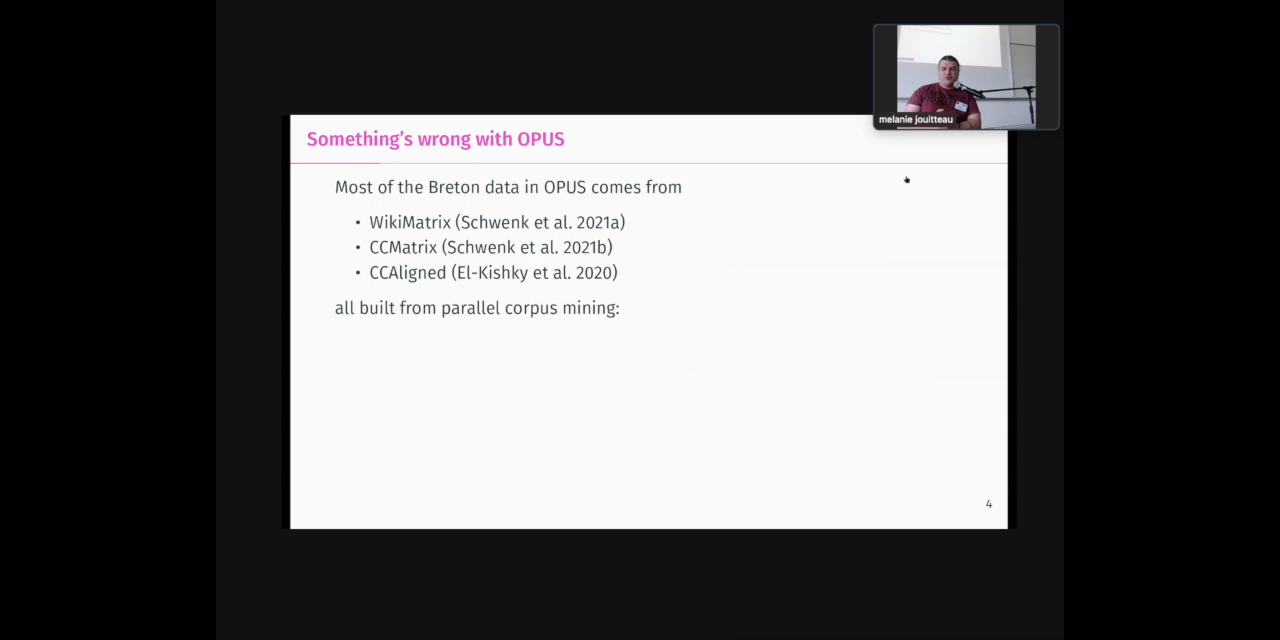 melanie jouitteau
Something's wrong with OPUS
Most of the Breton data in OPUS comes from
• WikiMatrix (Schwenk et al. 2021a)
• CCMatrix (Schwenk et al. 2021b)
• CCAligned (El-Kishky et al. 2020)
all built from parallel corpus mining:
4